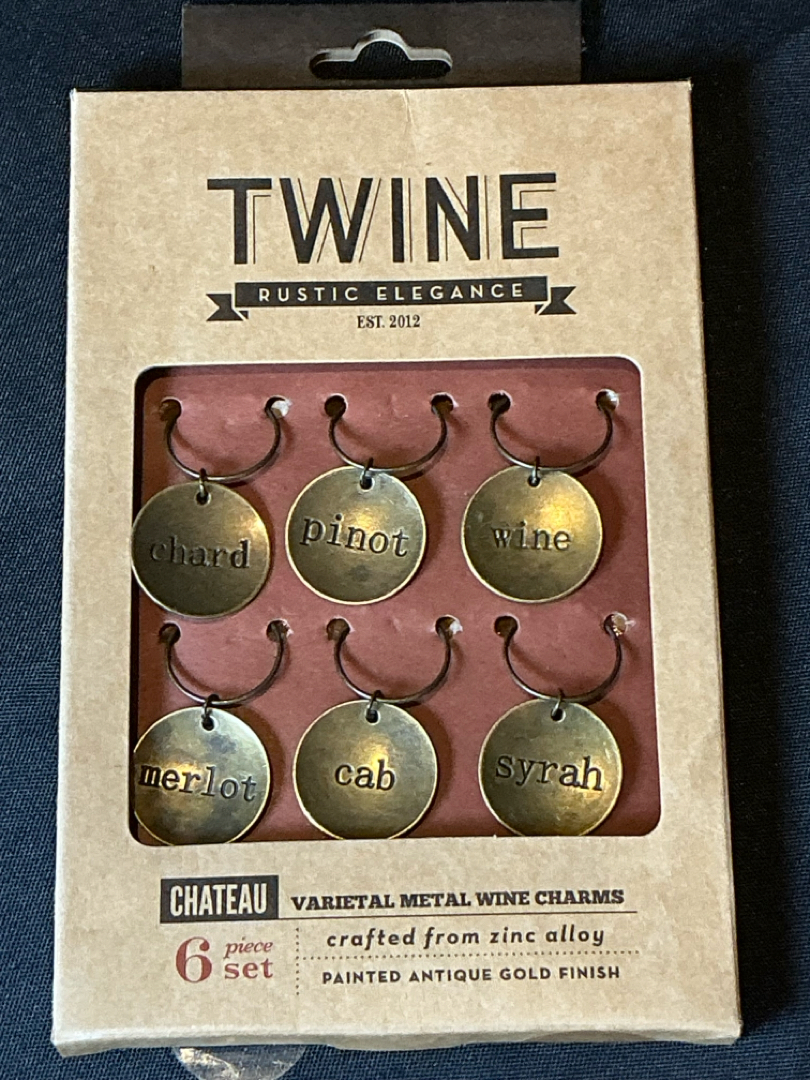 TWINE
RUSTIC ELEGANCE
EST. 2012
chard pinot wine
merlot cab syrah
CHATEAU VARIETAL METAL WINE CHARMS
6 piece set
crafted from zinc alloy
PAINTED ANTIQUE GOLD FINISH